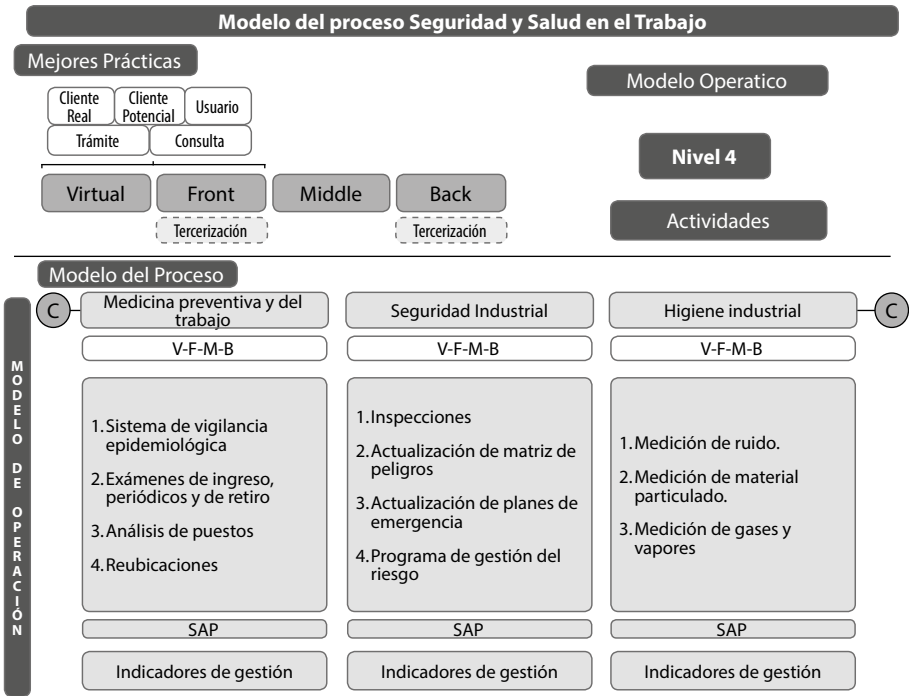 Modelo del proceso Seguridad y Salud en el Trabajo
Mejores Prácticas
Modelo Operatico
Cliente
Real
Cliente
Potencial
Usuario
Trámite
Consulta
Nivel 4
Virtual
Front
Middle
Back
Tercerización
Tercerización
Actividades
Modelo del Proceso
MODELO DE OPERACIÓN
C
Medicina preventiva y del
trabajo
Seguridad Industrial
Higiene industrial
C
V-F-M-B
V-F-M-B
V-F-M-B
1.Sistema de vigilancia
epidemiológica
2.Exámenes de ingreso,
periódicos y de retiro
3.Análisis de puestos
4.Reubicaciones
1.Inspecciones
2.Actualización de matriz de
peligros
3.Actualización de planes de
emergencia
4.Programa de gestión del
riesgo
1.Medición de ruido.
2.Medición de material
particulado.
3.Medición de gases y
vapores
SAP
SAP
SAP
Indicadores de gestión
Indicadores de gestión
Indicadores de gestión